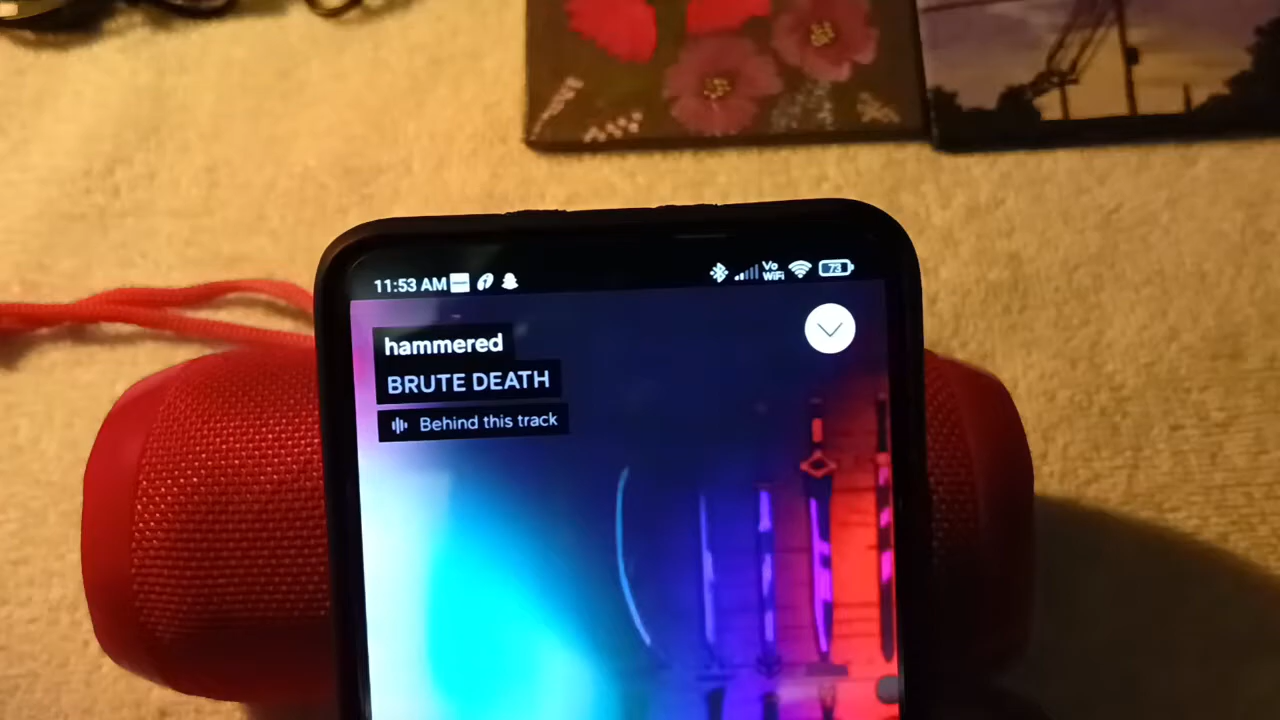 11:53 AM
Vo
WiFi
73
hammered
BRUTE DEATH
Behind this track